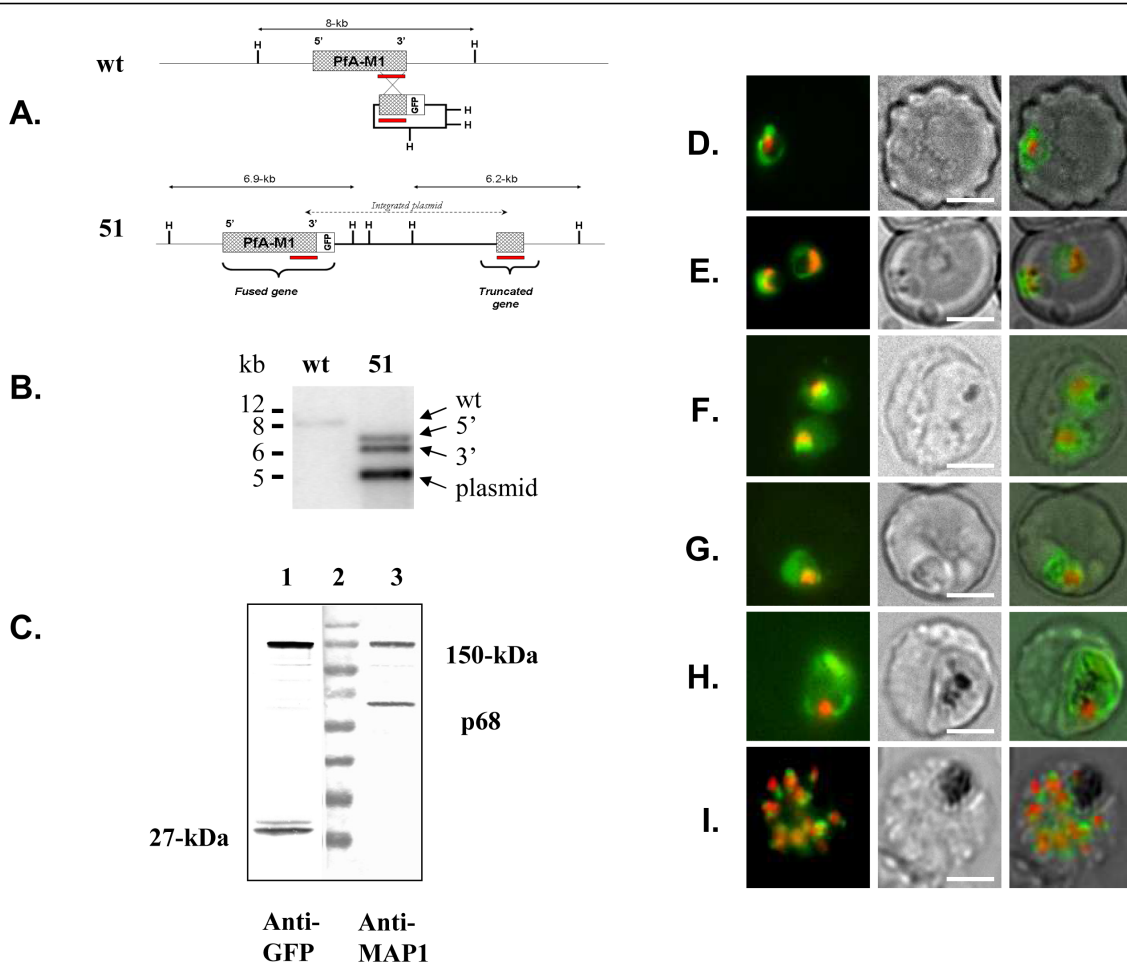 A.
wt
8-kb
H
5'
3'
H
PfA-M1
GFP
H
H
H
51
6.9-kb
6.2-kb
Integrated plasmid
H
5'
3'
H
H
H
H
PfA-M1
GFP
Fused gene
Truncated
gene
B.
kb
wt
51
12
8
6
5
wt
5'
3'
plasmid
C.
1
2
3
150-kDa
p68
27-kDa
Anti-
GFP
Anti-
MAP1
D.
E.
F.
G.
H.
I.